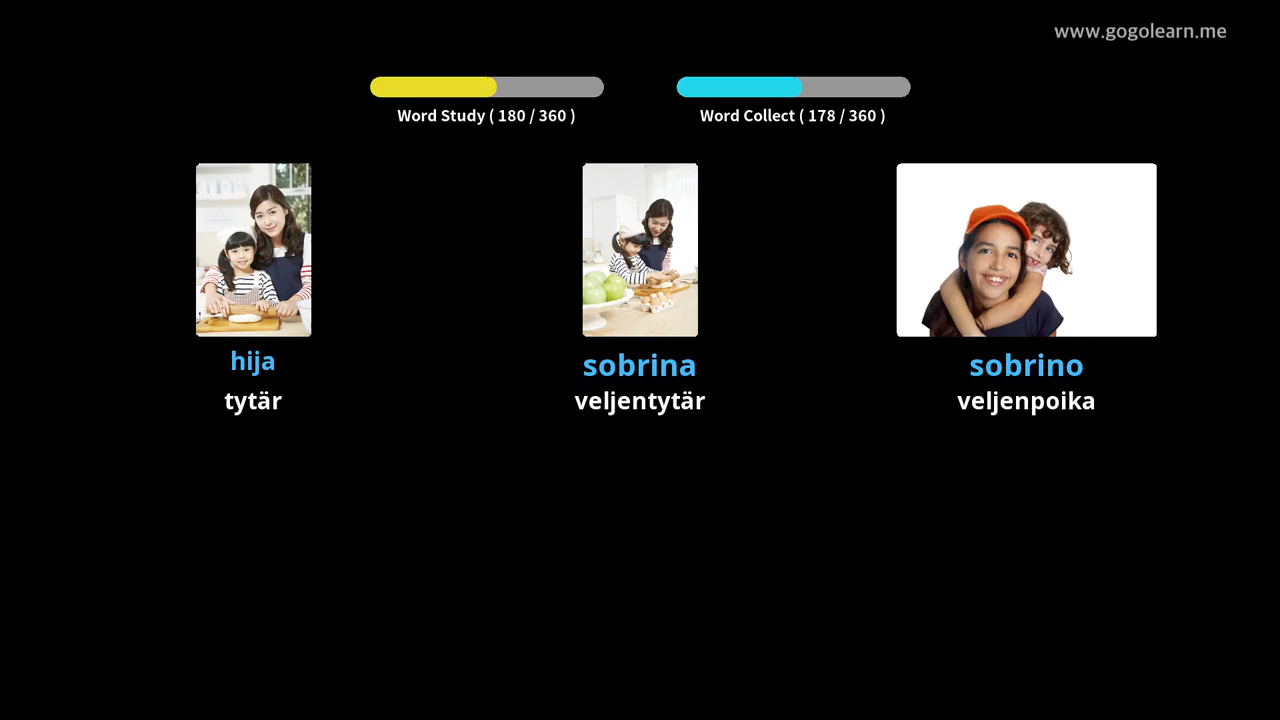 www.gogolearn.me
Word Study ( 180 / 360 )
Word Collect ( 178 / 360 )
hija
tytär
sobrina
veljentytär
sobrino
veljenpoika